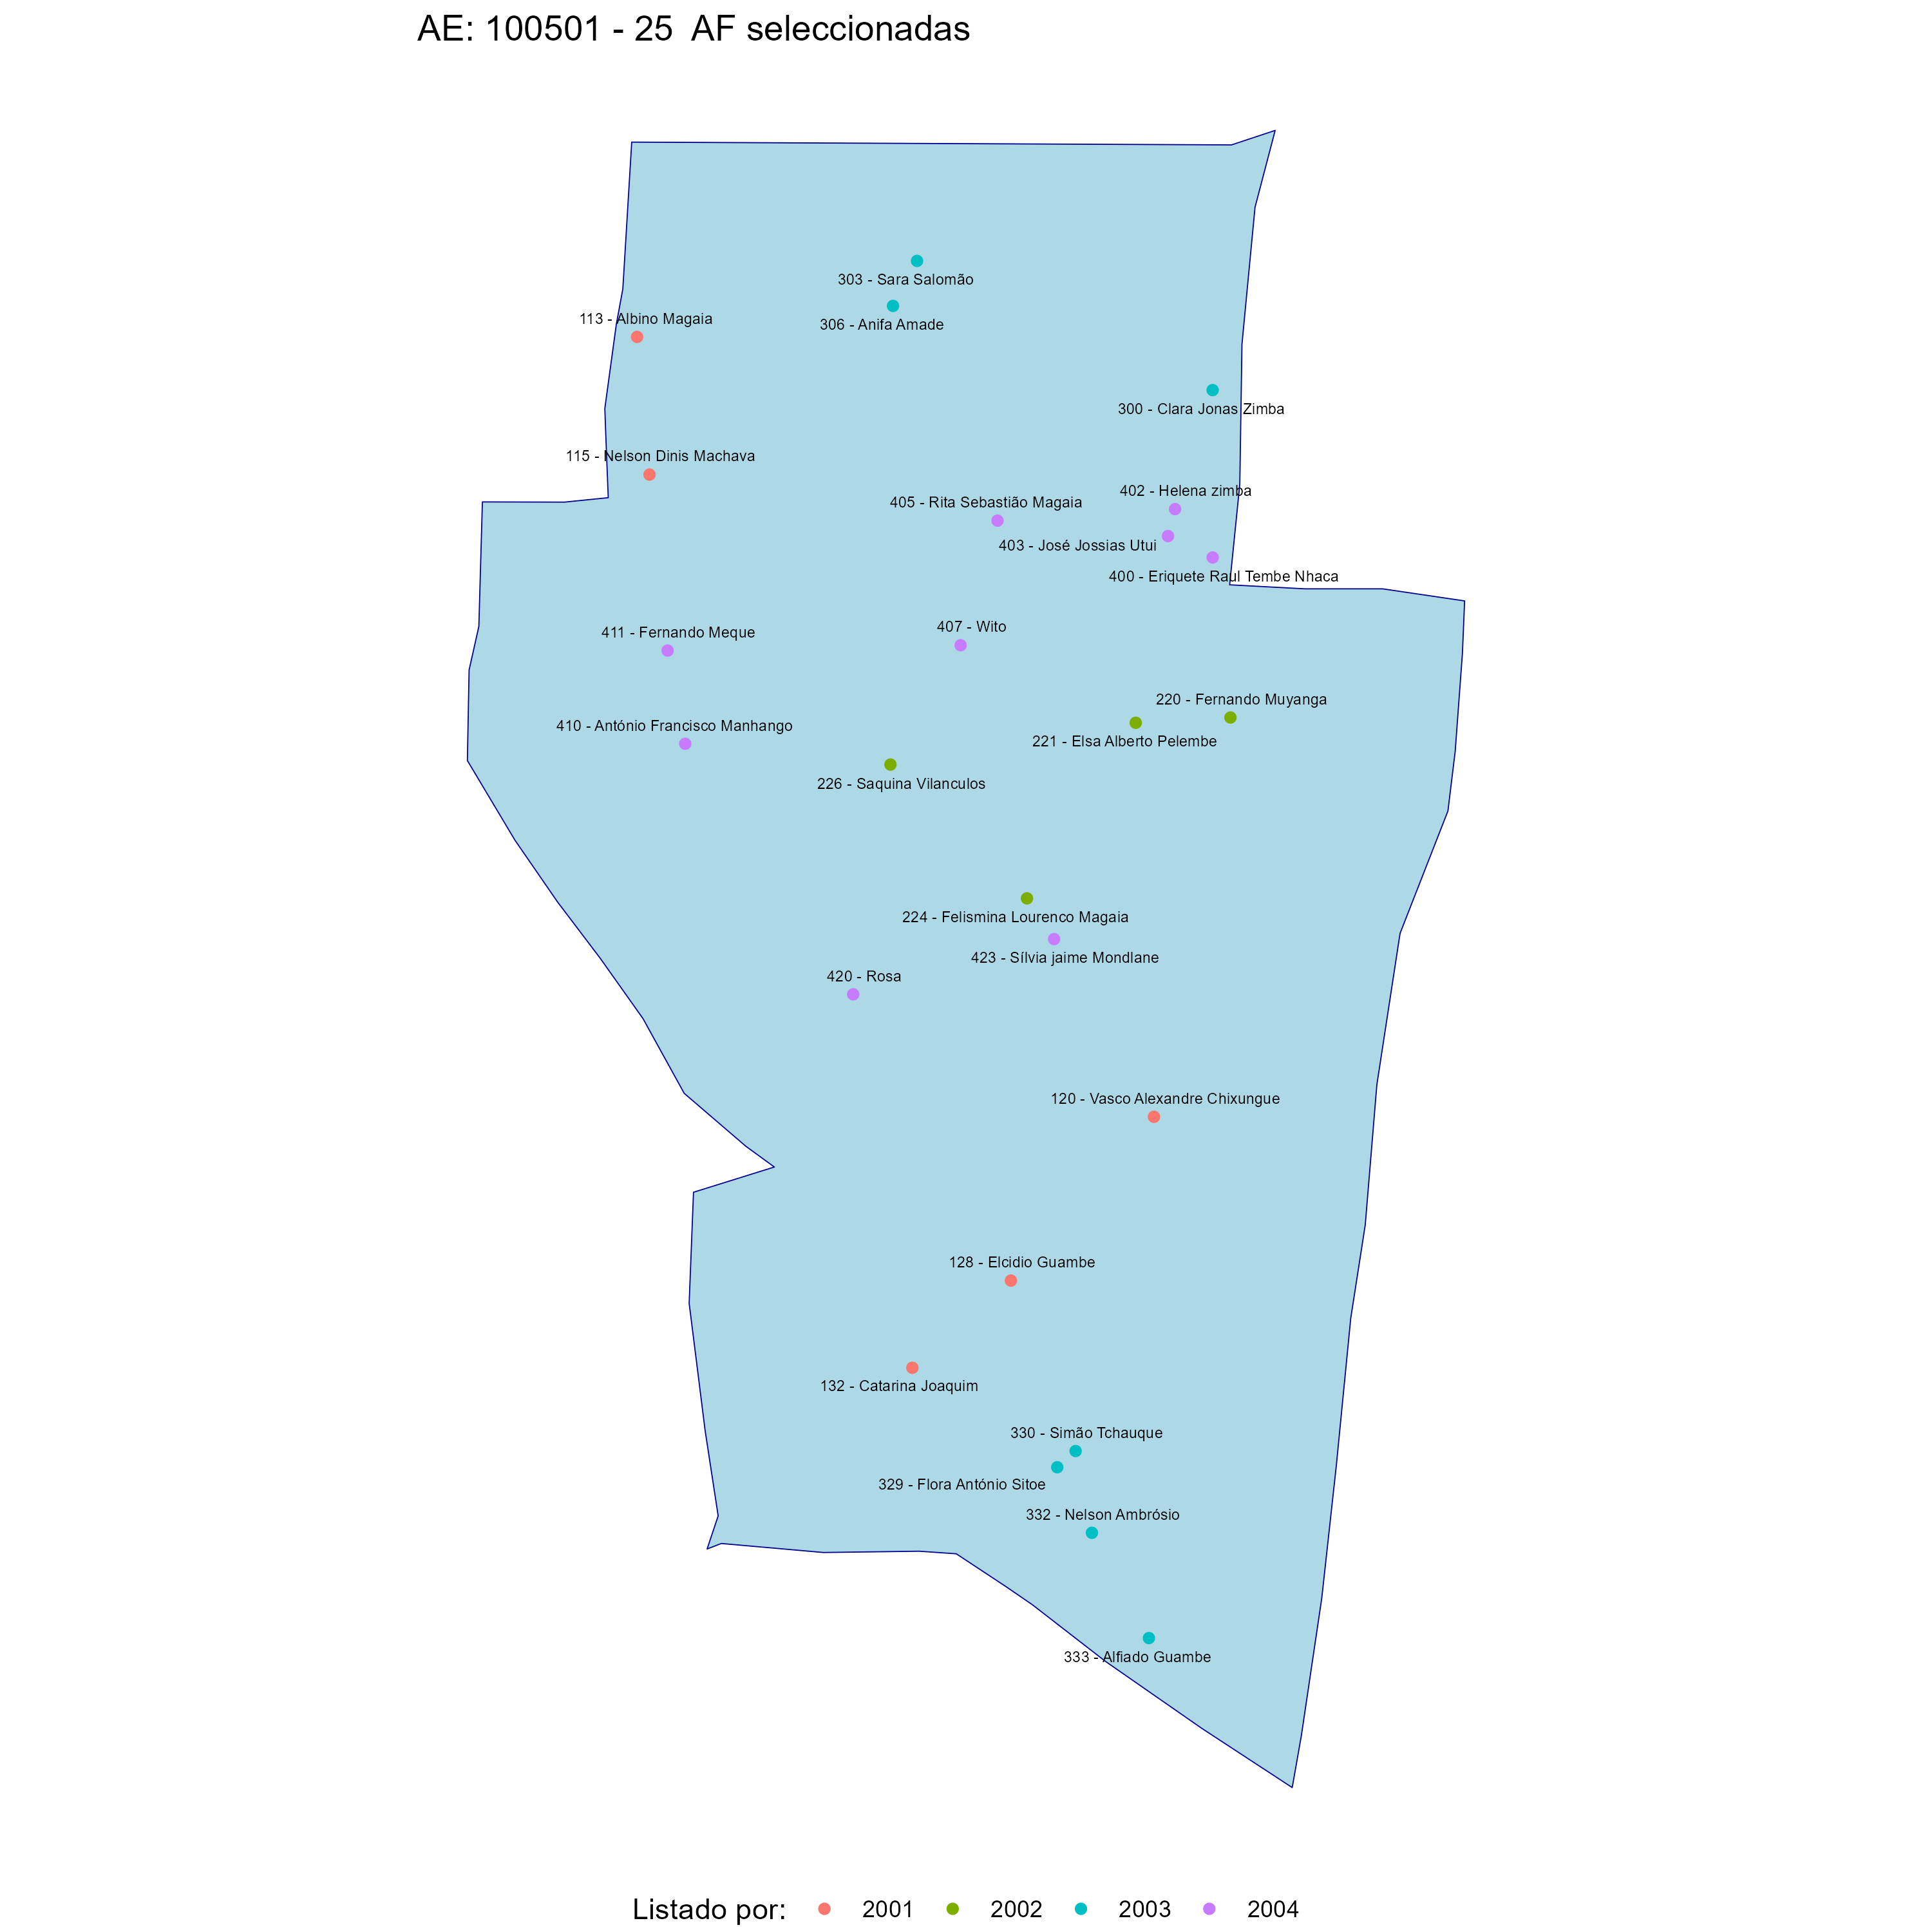 AE: 100501 - 25  AF seleccionadas
303 - Sara Salomão
113 - Albino Magaia
306 - Anifa Amade
300 - Clara Jonas Zimba
115 - Nelson Dinis Machava
402 - Helena zimba
405 - Rita Sebastião Magaia
403 - José Jossias Utui
400 - Eriquete Raul Tembe Nhaca
407 - Wito
411 - Fernando Meque
220 - Fernando Muyanga
410 - António Francisco Manhango
221 - Elsa Alberto Pelembe
226 - Saquina Vilanculos
224 - Felismina Lourenco Magaia
423 - Sílvia jaime Mondlane
420 - Rosa
120 - Vasco Alexandre Chixungue
128 - Elcidio Guambe
132 - Catarina Joaquim
330 - Simão Tchauque
329 - Flora António Sitoe
332 - Nelson Ambrósio
333 - Alfiado Guambe
Listado por: 2001 2002 2003 2004